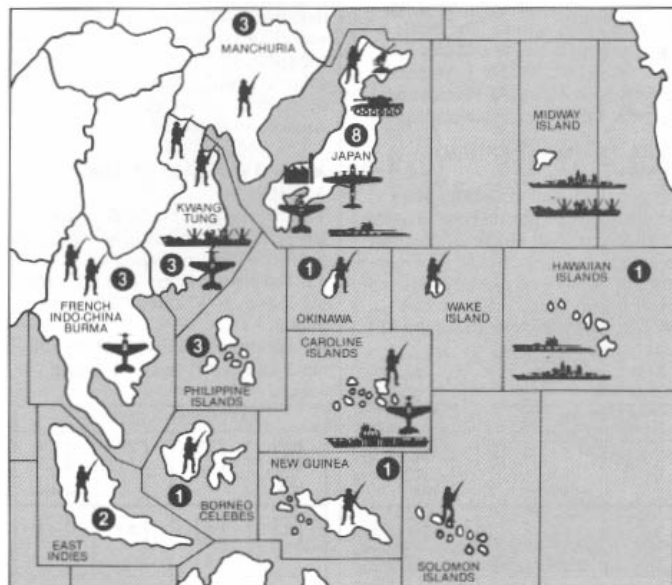 3
MANCHURIA
8
JAPAN
MIDWAY
ISLAND
KWANG
TUNG
3
3
FRENCH
INDO-CHINA
BURMA
1
OKINAWA
WAKE
ISLAND
HAWAIIAN
ISLANDS
1
3
PHILIPPINE
ISLANDS
CAROLINE
ISLANDS
1
BORNEO
CELEBES
NEW GUINEA
1
2
EAST
INDIES
SOLOMON
ISLANDS